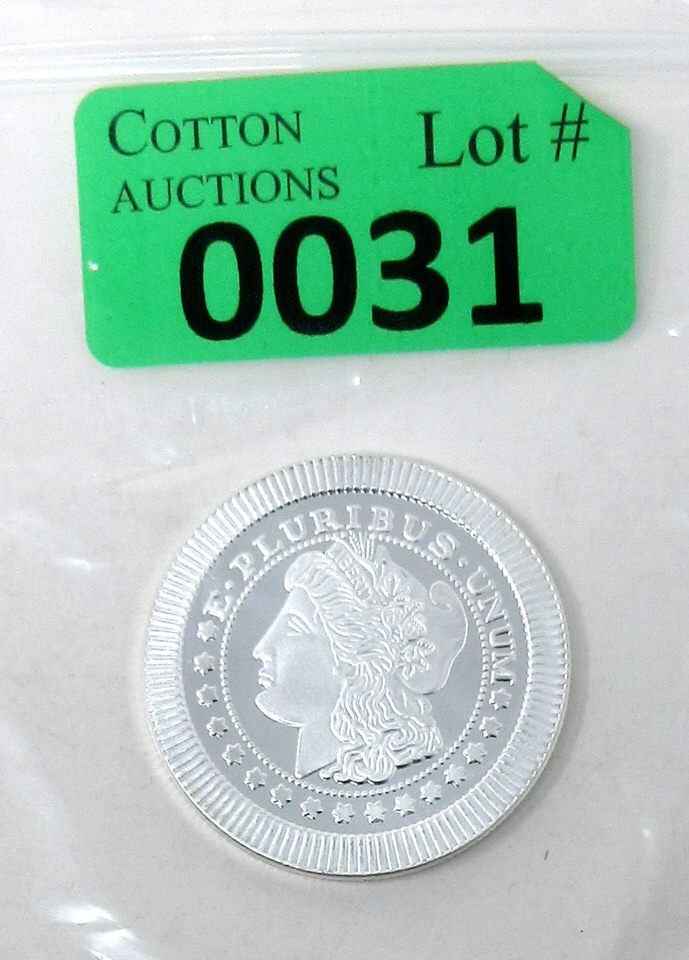 COTTON
AUCTIONS
Lot #
0031
E · PLURIBUS · UNUM
LIBERTY